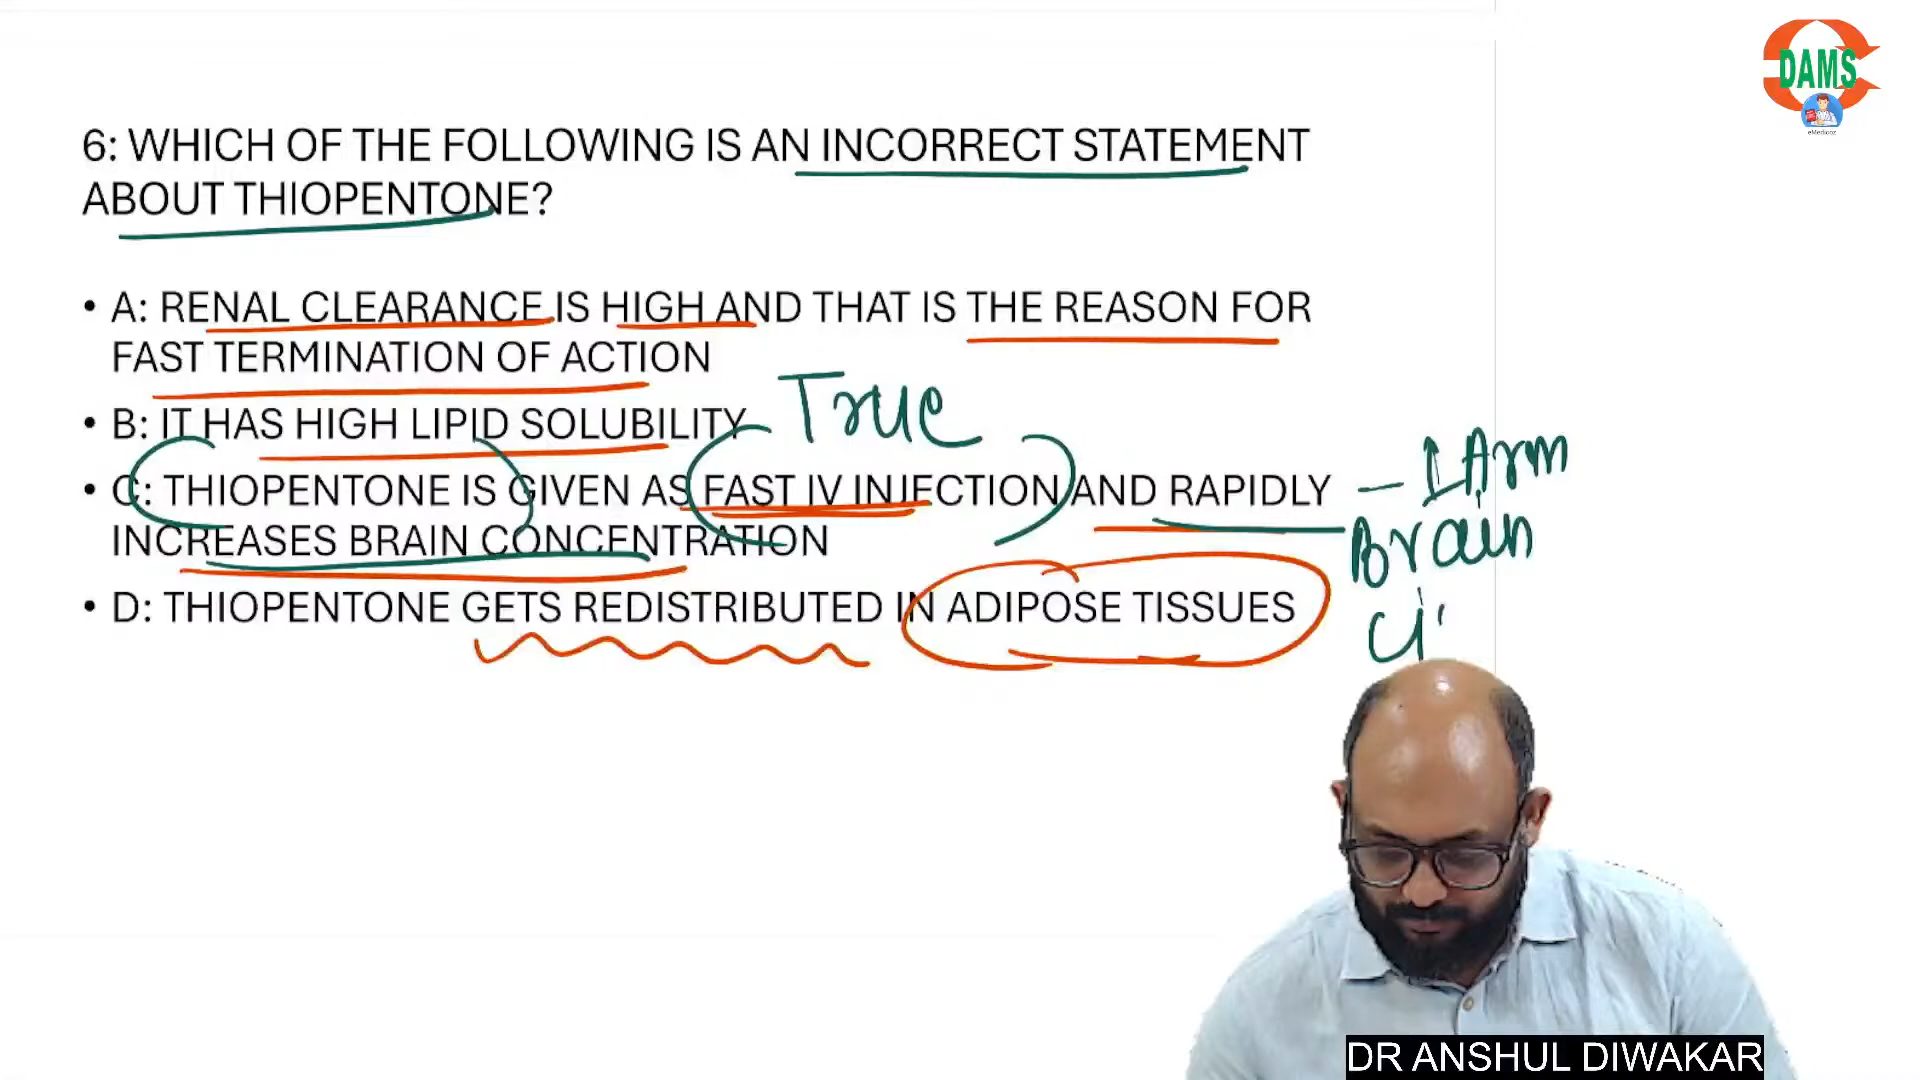 DAMS
eMedicoz
6: WHICH OF THE FOLLOWING IS AN INCORRECT STATEMENT
ABOUT THIOPENTONE?
• A: RENAL CLEARANCE IS HIGH AND THAT IS THE REASON FOR
FAST TERMINATION OF ACTION
• B: IT HAS HIGH LIPID SOLUBILITY
True
• C: THIOPENTONE IS GIVEN AS FAST IV INJECTION AND RAPIDLY
INCREASES BRAIN CONCENTRATION
• D: THIOPENTONE GETS REDISTRIBUTED IN ADIPOSE TISSUES
– 1 Arm
Brain
DR ANSHUL DIWAKAR